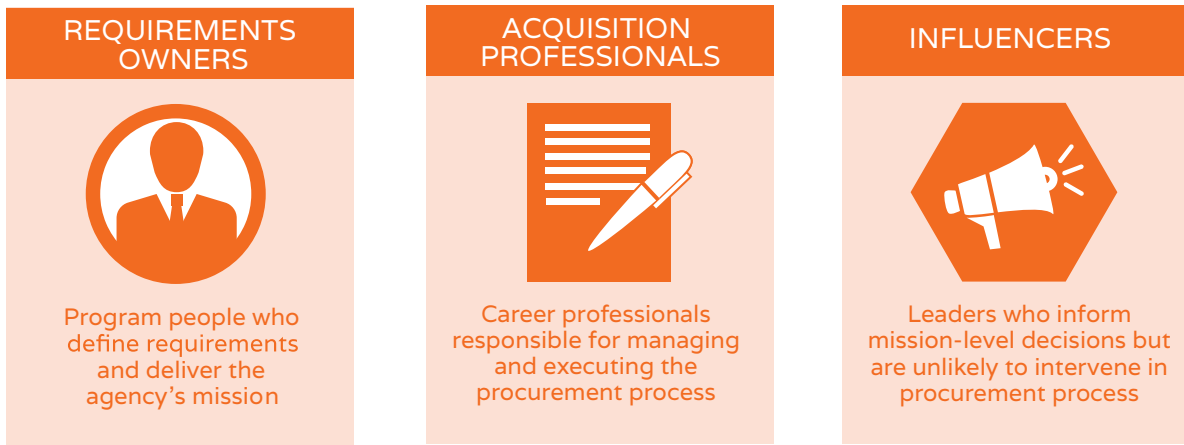 REQUIREMENTS
OWNERS
Program people who
define requirements
and deliver the
agency's mission
ACQUISITION
PROFESSIONALS
Career professionals
responsible for managing
and executing the
procurement process
INFLUENCERS
Leaders who inform
mission-level decisions but
are unlikely to intervene in
procurement process